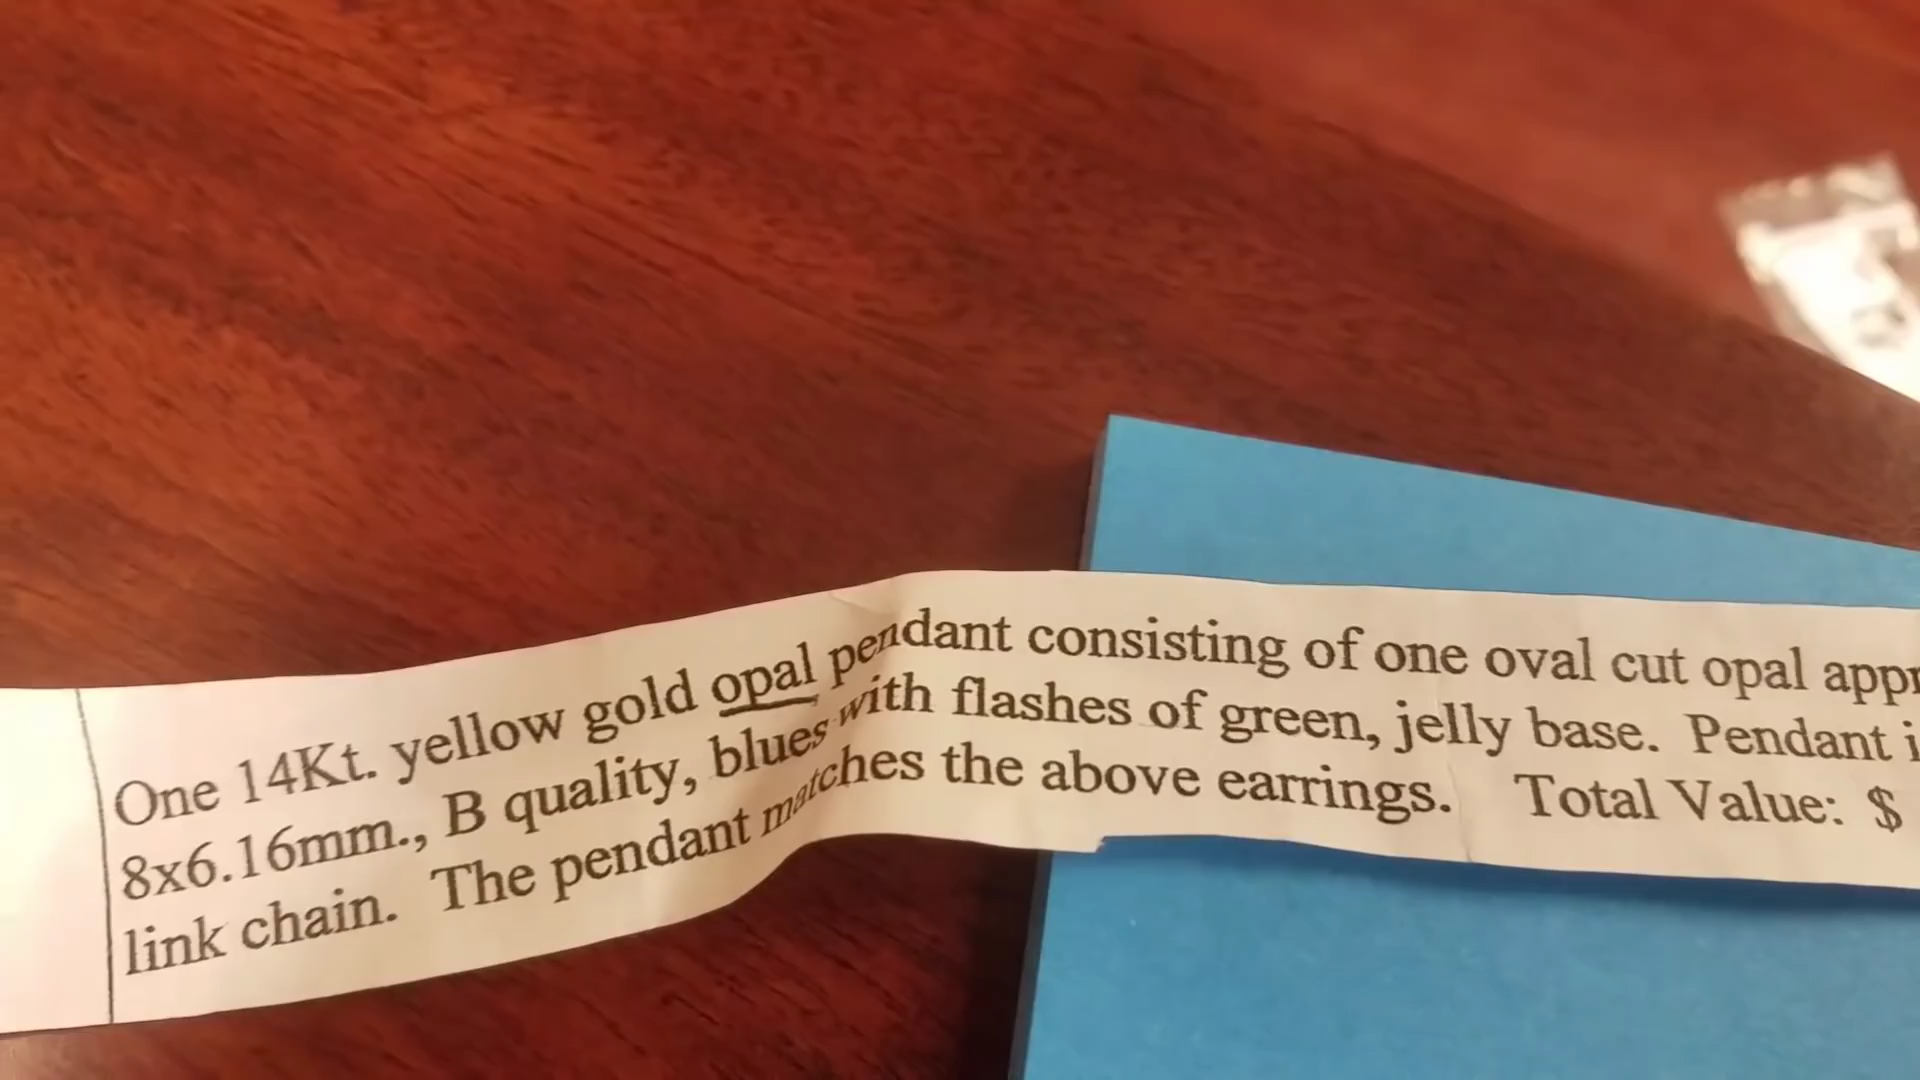 One 14Kt. yellow gold opal pendant consisting of one oval cut opal
8x6.16mm., B quality, blues with flashes of green, jelly base. Pendant
link chain. The pendant matches the above earrings. Total Value: $